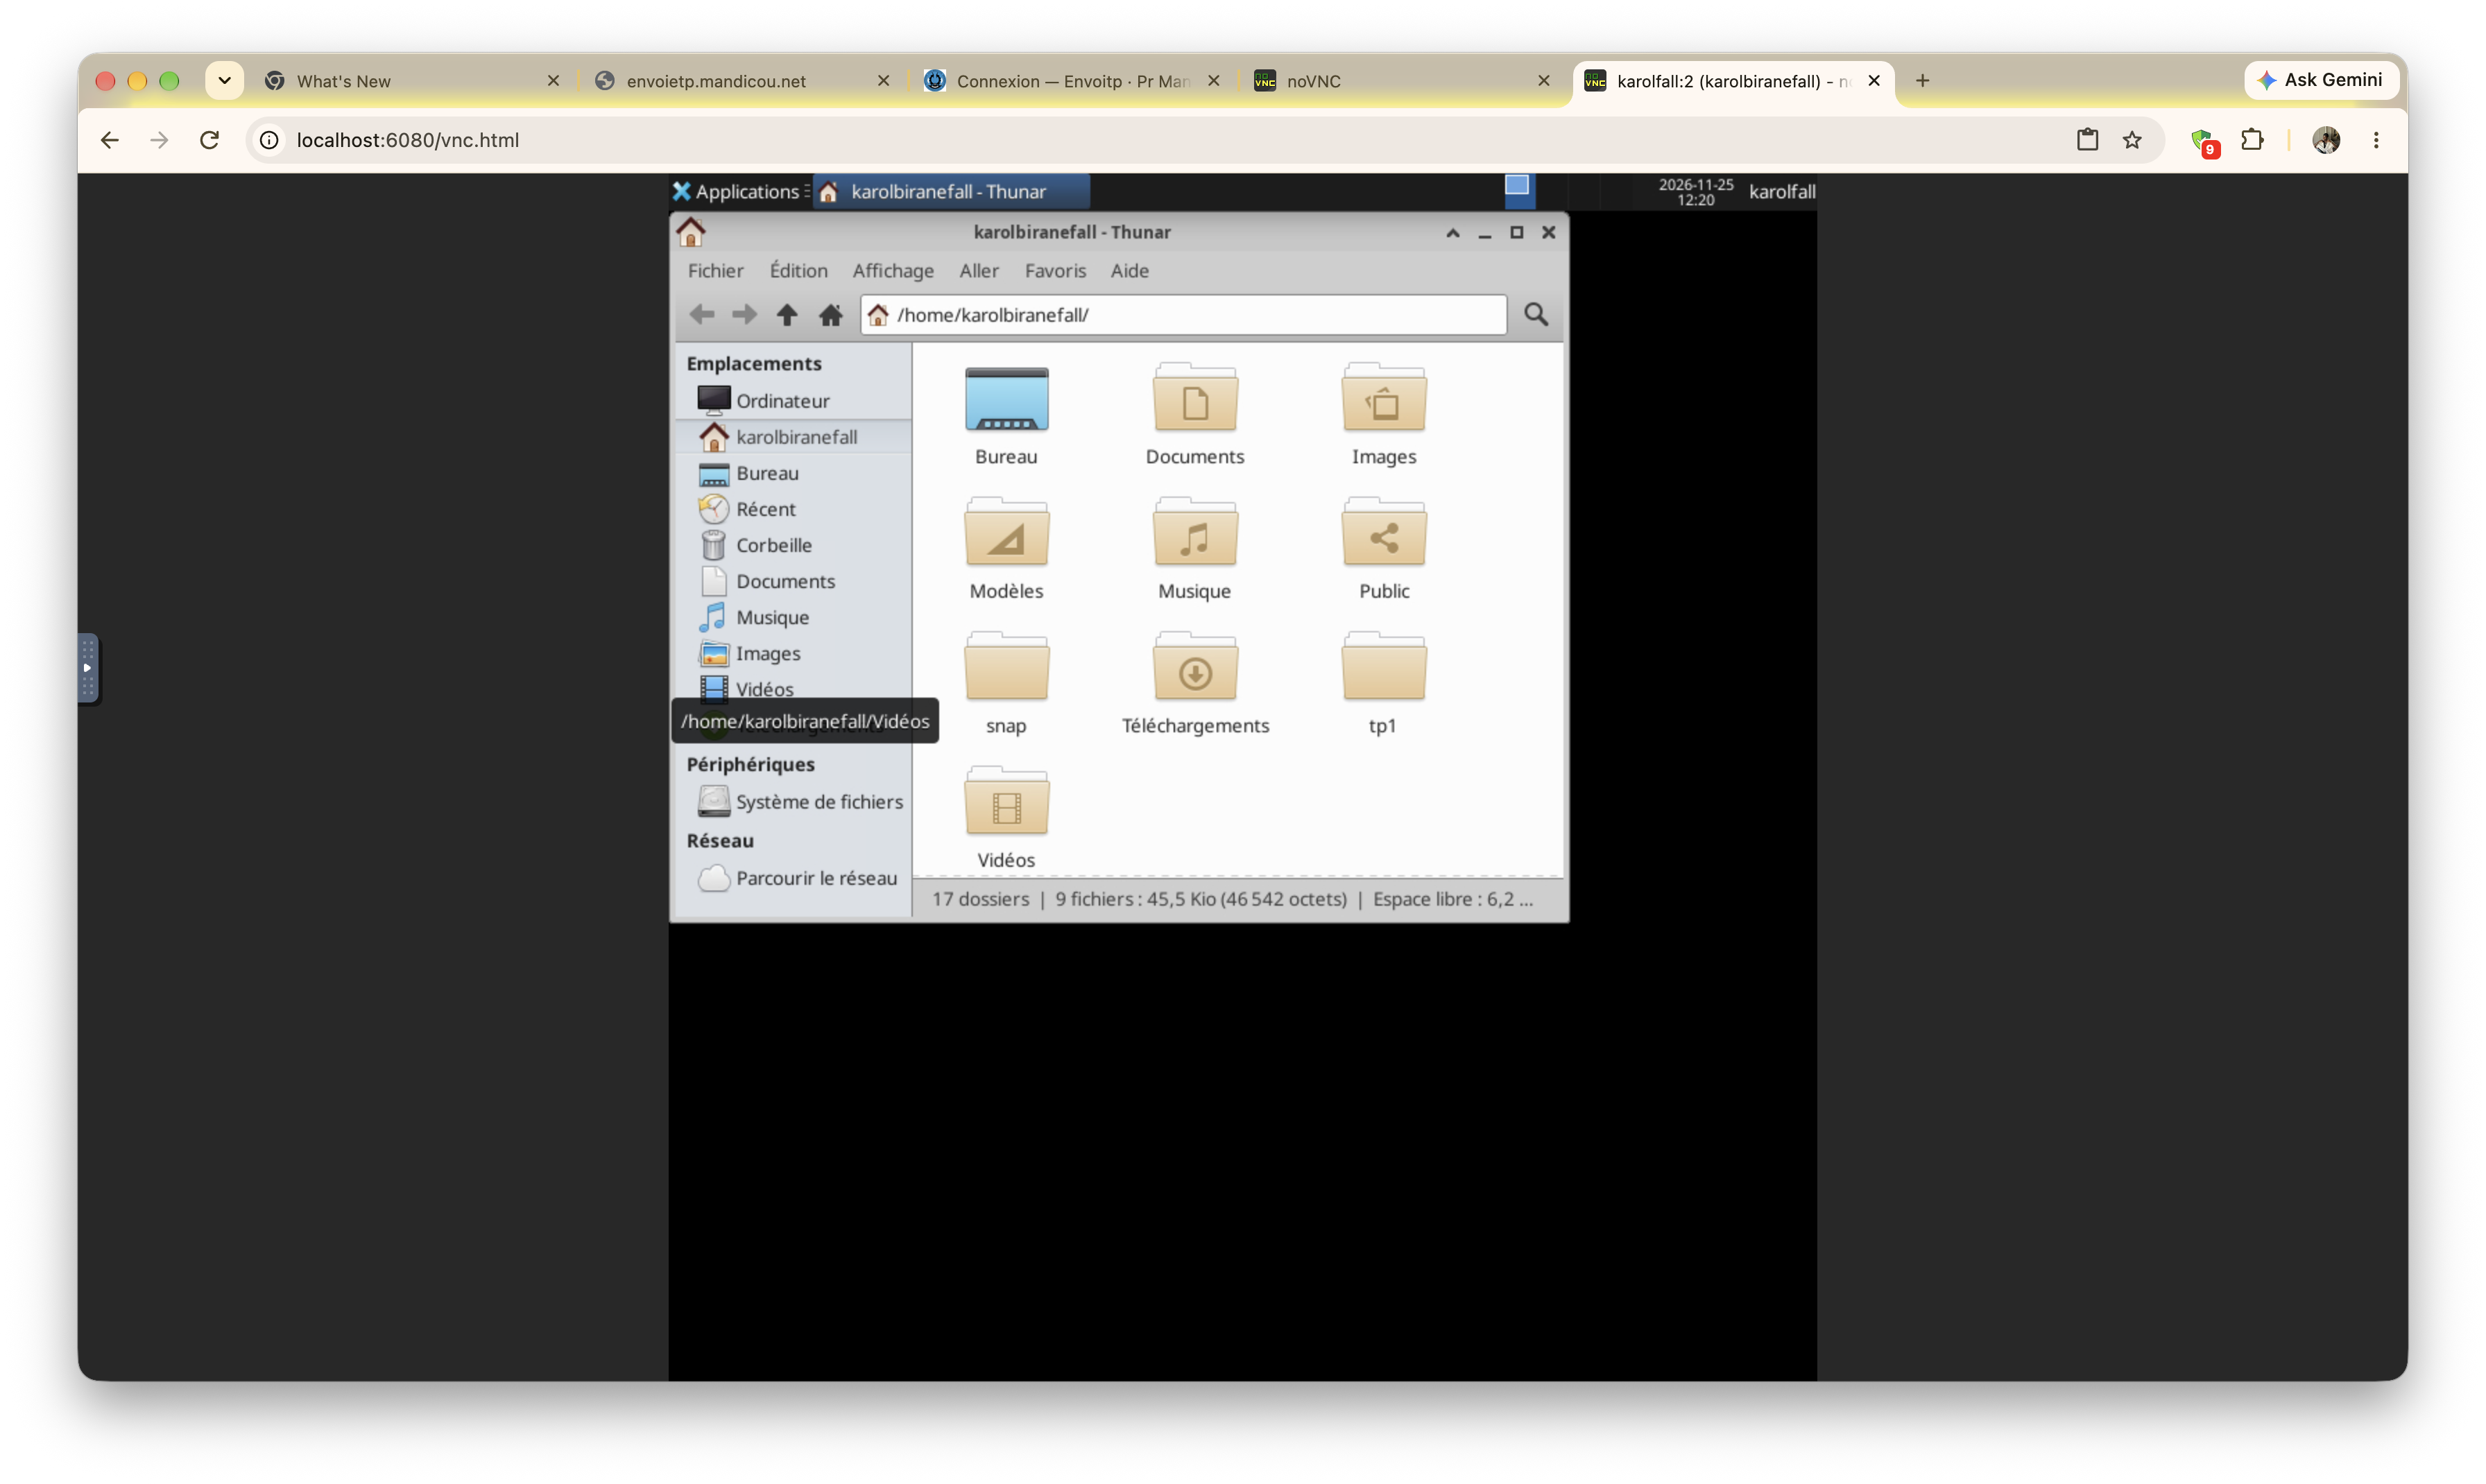 What's New
envoietp.mandicou.net
Connexion — Envoitp · Pr Man
noVNC
karolfall:2 (karolbiranefall) - no
Ask Gemini
localhost:6080/vnc.html
9
Applications
karolbiranefall - Thunar
2026-11-25
12:20
karolfall
karolbiranefall - Thunar
Fichier Édition Affichage Aller Favoris Aide
/home/karolbiranefall/
Emplacements
Ordinateur
karolbiranefall
Bureau
Récent
Corbeille
Documents
Musique
Images
Vidéos
/home/karolbiranefall/Vidéos
Téléchargements
Périphériques
Système de fichiers
Réseau
Parcourir le réseau
Bureau
Documents
Images
Modèles
Musique
Public
snap
Téléchargements
tp1
Vidéos
17 dossiers | 9 fichiers : 45,5 Kio (46 542 octets) | Espace libre : 6,2 ...